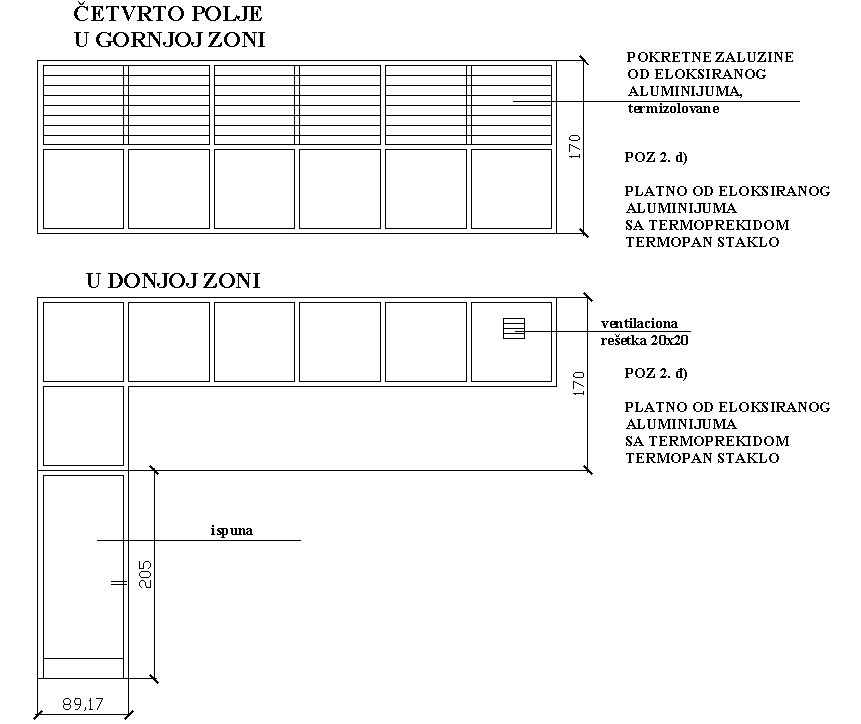 ČETVRTO POLJE
U GORNJOJ ZONI
POKRETNE ZALUZINE
OD ELOKSIRANOG
ALUMINIJUMA,
termizolovane
170
POZ 2. d)
PLATNO OD ELOKSIRANOG
ALUMINIJUMA
SA TERMOPREKIDOM
TERMOPAN STAKLO
U DONJOJ ZONI
ventilaciona
rešetka 20x20
170
POZ 2. d)
PLATNO OD ELOKSIRANOG
ALUMINIJUMA
SA TERMOPREKIDOM
TERMOPAN STAKLO
ispuna
205
89,17